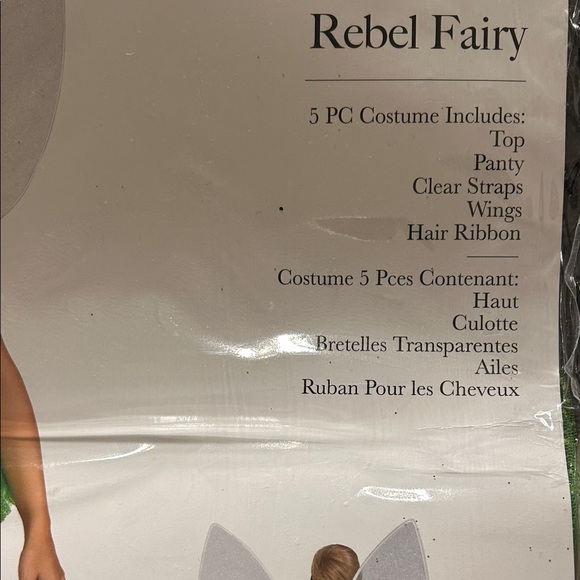 Rebel Fairy
5 PC Costume Includes:
Top
Panty
Clear Straps
Wings
Hair Ribbon
Costume 5 Pces Contenant:
Haut
Culotte
Bretelles Transparentes
Ailes
Ruban Pour les Cheveux